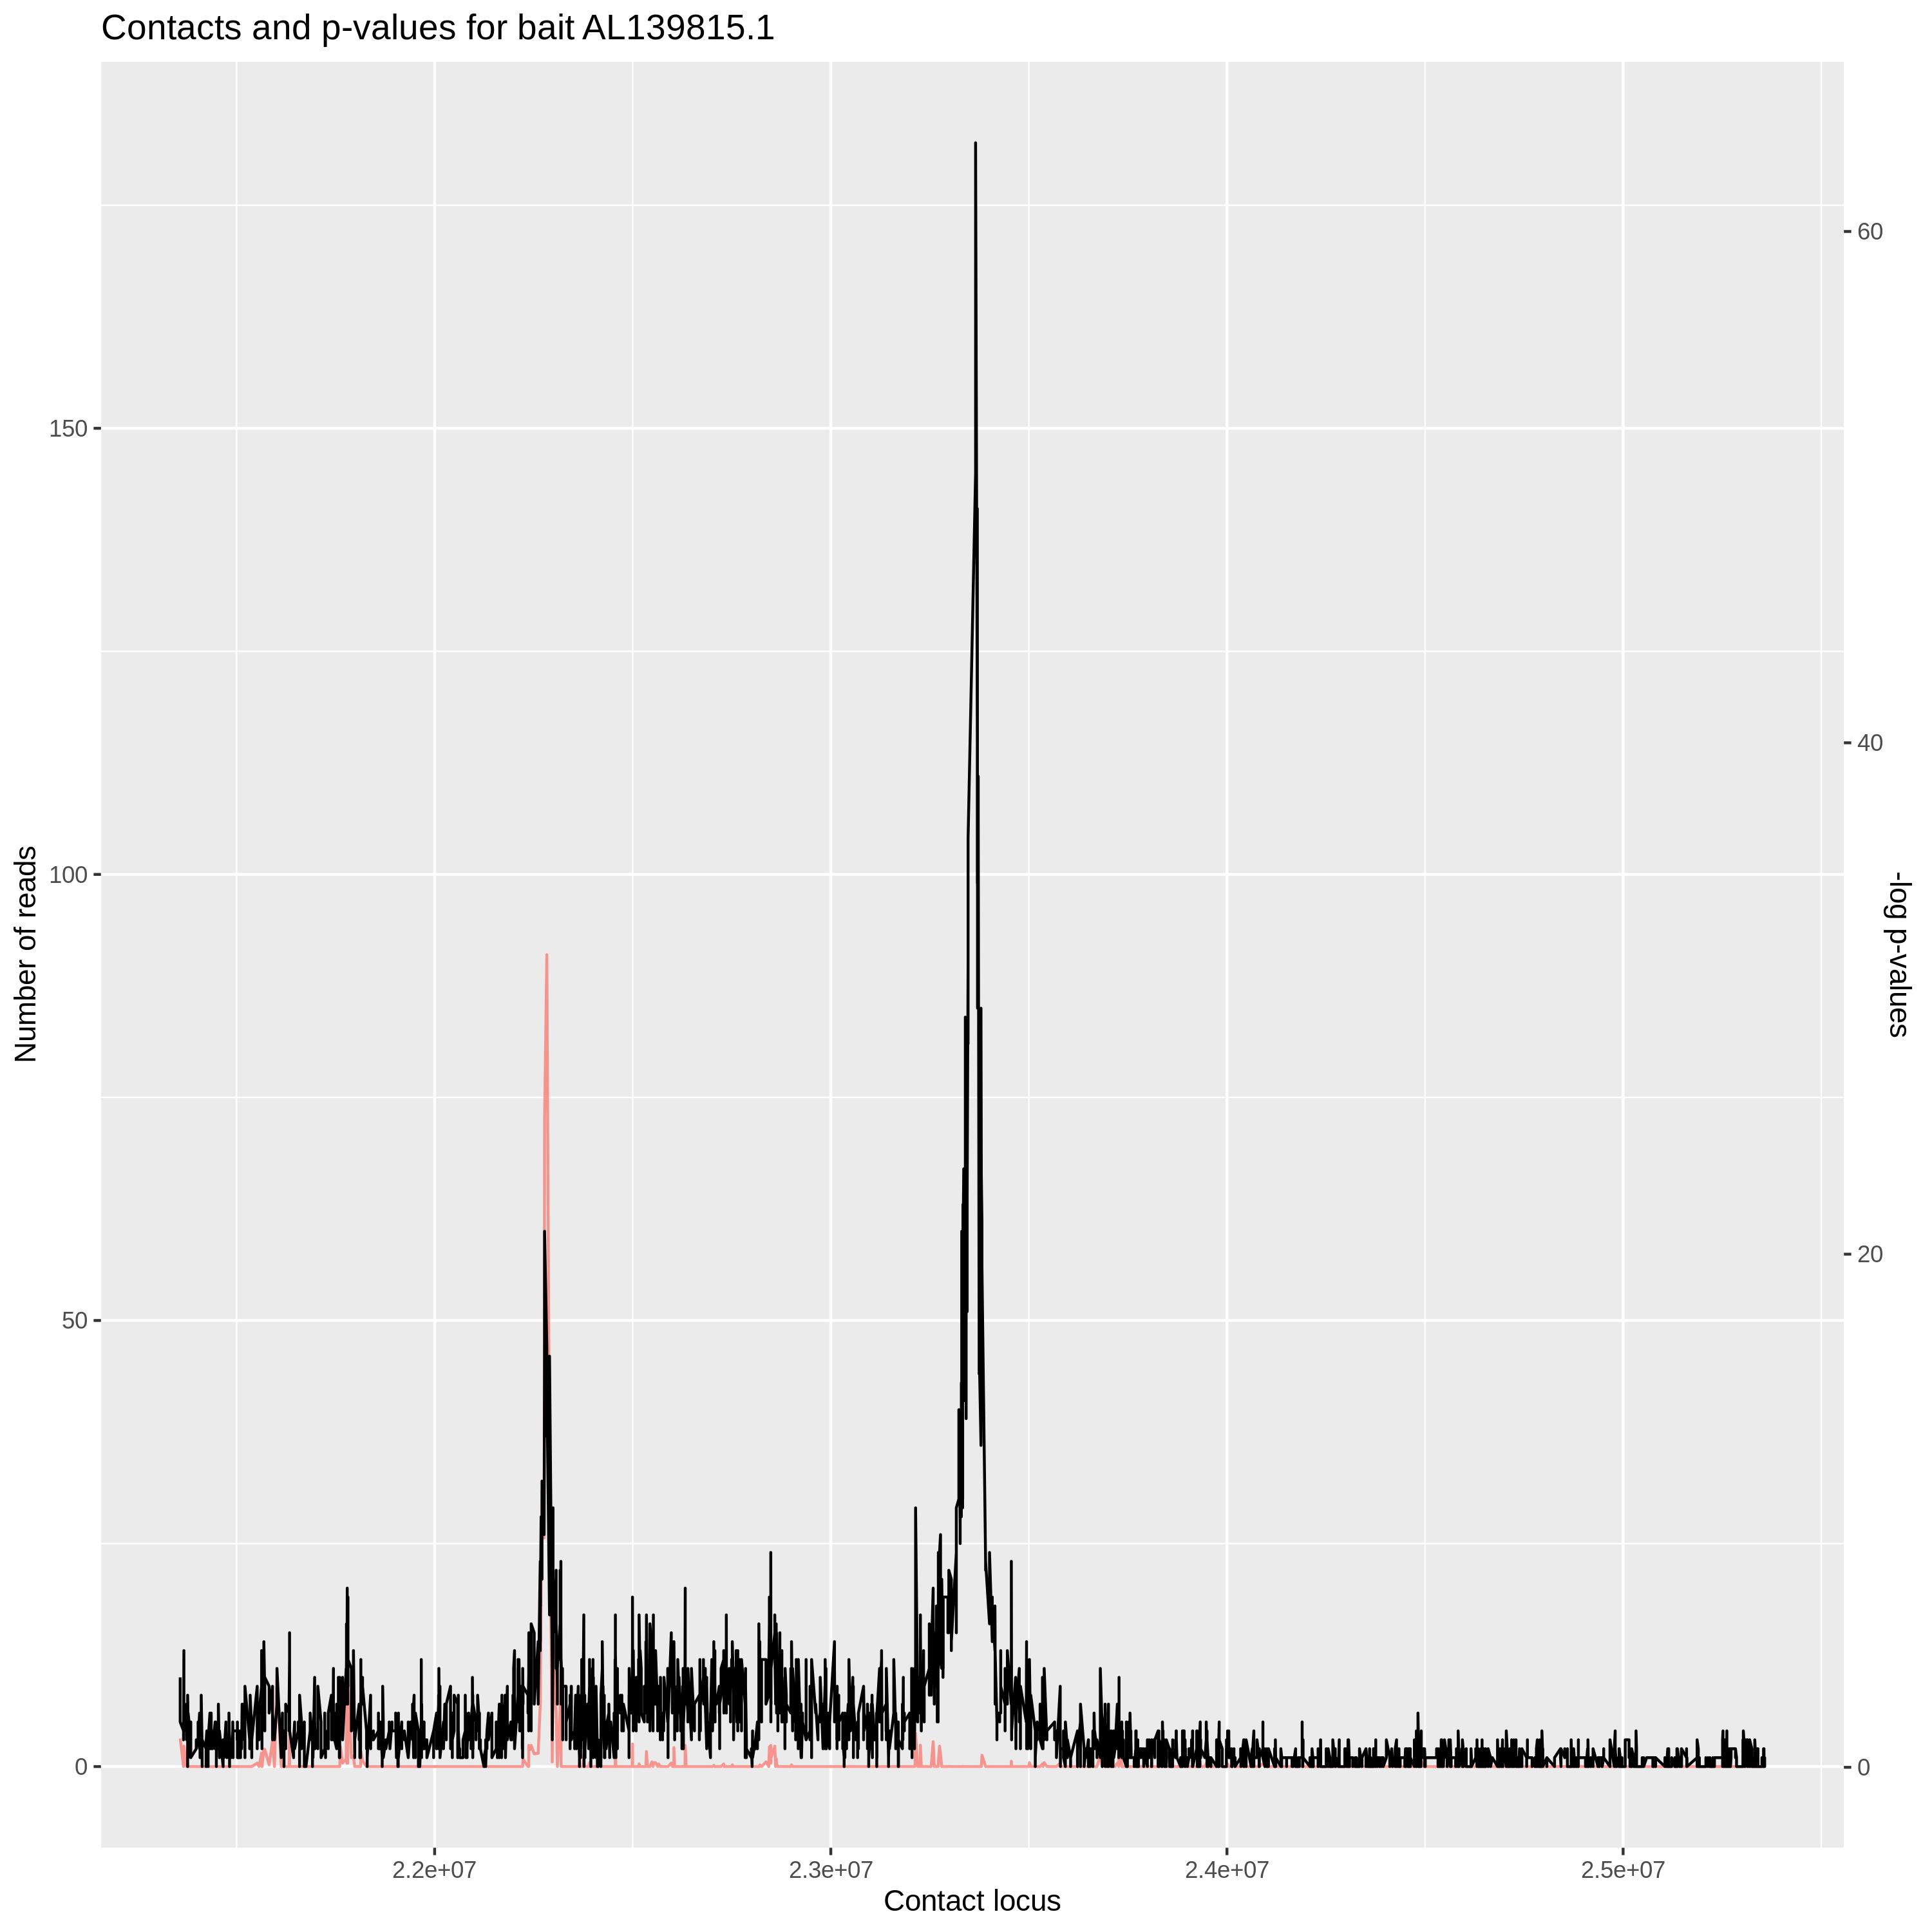 Contacts and p-values for bait AL139815.1
150
100
50
0
Number of reads
60
40
20
0
-log p-values
2.2e+07
2.3e+07
2.4e+07
2.5e+07
Contact locus